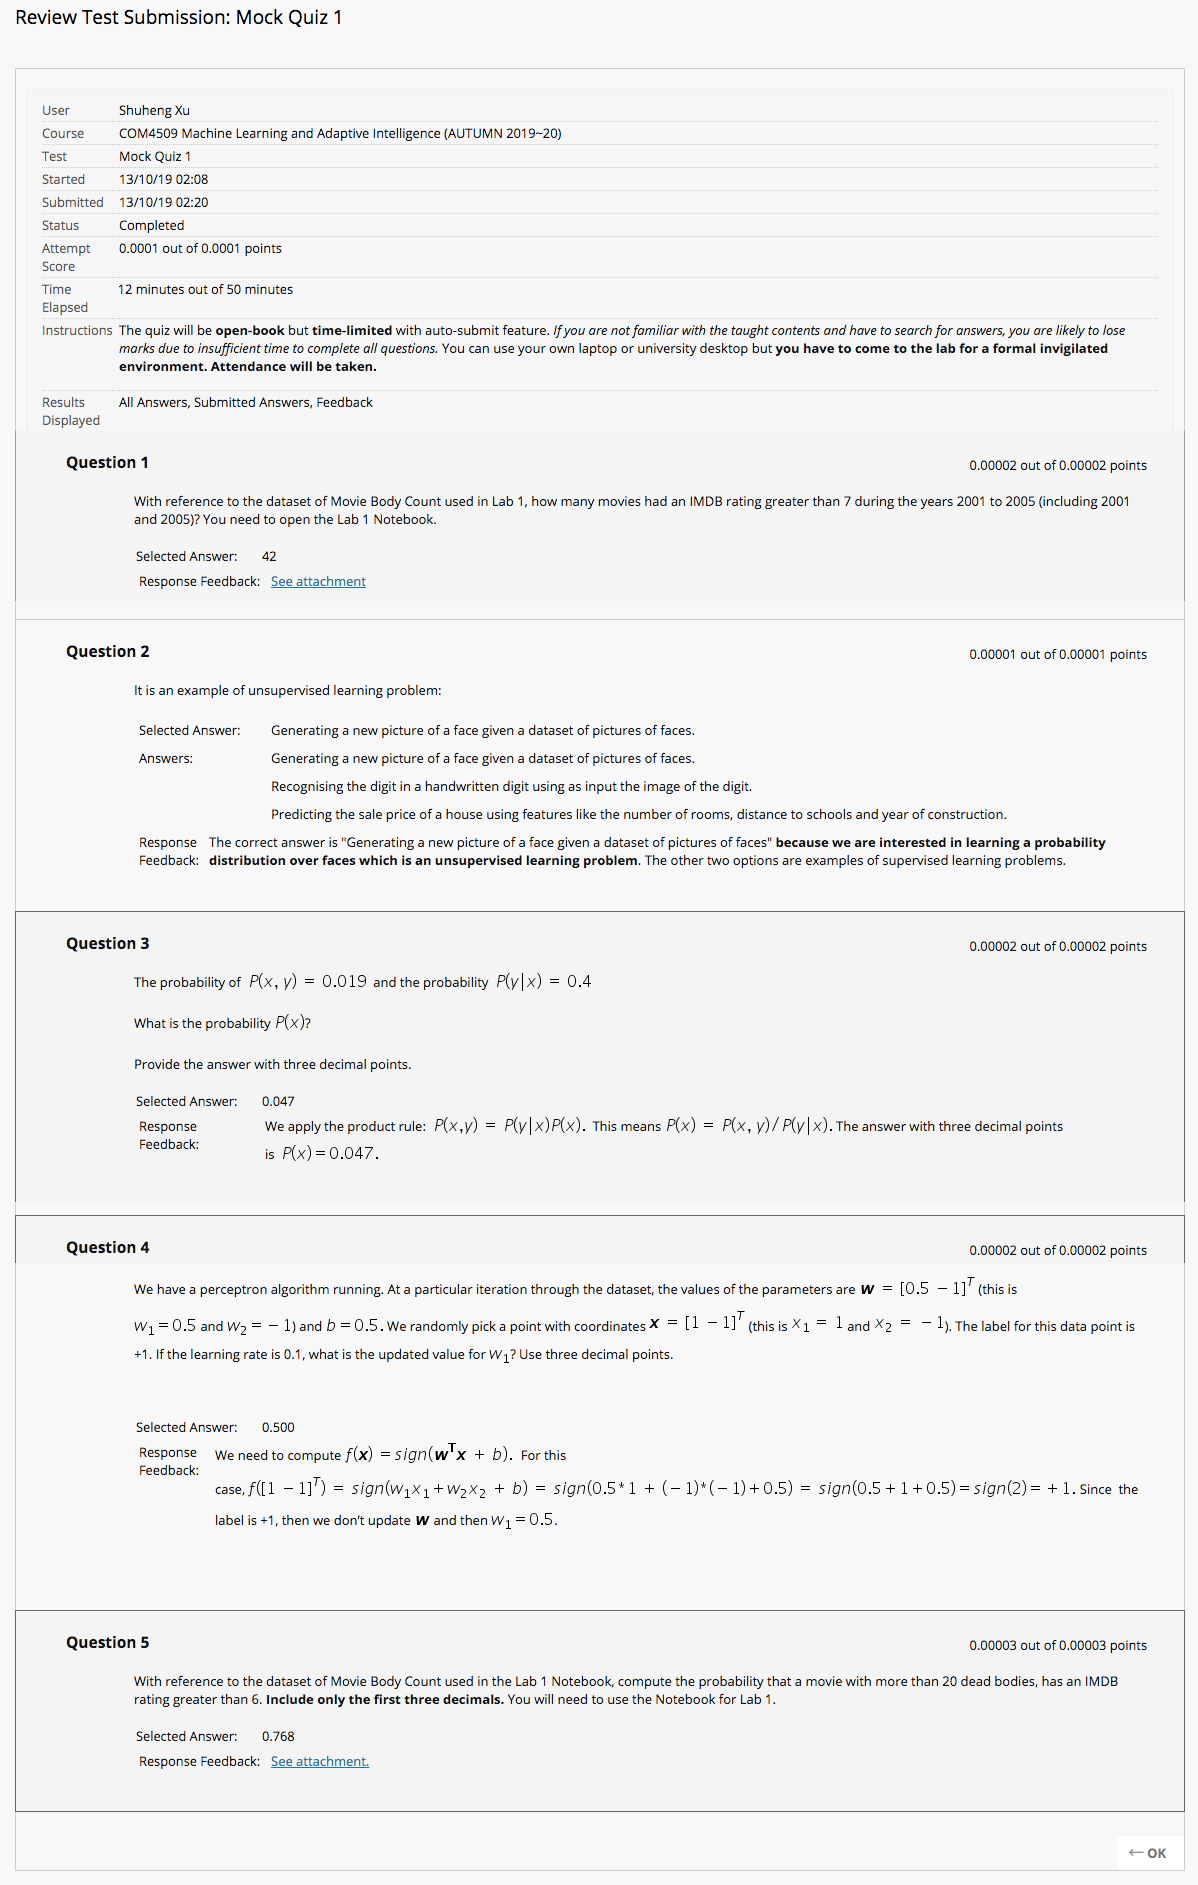 Review Test Submission: Mock Quiz 1
User Shuheng Xu
Course COM4509 Machine Learning and Adaptive Intelligence (AUTUMN 2019~20)
Test Mock Quiz 1
Started 13/10/19 02:08
Submitted 13/10/19 02:20
Status Completed
Attempt Score 0.0001 out of 0.0001 points
Time Elapsed 12 minutes out of 50 minutes
Instructions The quiz will be open-book but time-limited with auto-submit feature. If you are not familiar with the taught contents and have to search for answers, you are likely to lose
marks due to insufficient time to complete all questions. You can use your own laptop or university desktop but you have to come to the lab for a formal invigilated
environment. Attendance will be taken.
Results Displayed All Answers, Submitted Answers, Feedback
Question 1 0.00002 out of 0.00002 points
With reference to the dataset of Movie Body Count used in Lab 1, how many movies had an IMDB rating greater than 7 during the years 2001 to 2005 (including 2001
and 2005)? You need to open the Lab 1 Notebook.
Selected Answer: 42
Response Feedback: See attachment
Question 2 0.00001 out of 0.00001 points
It is an example of unsupervised learning problem:
Selected Answer: Generating a new picture of a face given a dataset of pictures of faces.
Answers: Generating a new picture of a face given a dataset of pictures of faces.
Recognising the digit in a handwritten digit using as input the image of the digit.
Predicting the sale price of a house using features like the number of rooms, distance to schools and year of construction.
Response Feedback: The correct answer is "Generating a new picture of a face given a dataset of pictures of faces" because we are interested in learning a probability
distribution over faces which is an unsupervised learning problem. The other two options are examples of supervised learning problems.
Question 3 0.00002 out of 0.00002 points
The probability of P(x, y) = 0.019 and the probability P(y|x) = 0.4
What is the probability P(x)?
Provide the answer with three decimal points.
Selected Answer: 0.047
Response Feedback: We apply the product rule: P(x,y) = P(y|x)P(x). This means P(x) = P(x, y)/P(y|x). The answer with three decimal points
is P(x)=0.047.
Question 4 0.00002 out of 0.00002 points
We have a perceptron algorithm running. At a particular iteration through the dataset, the values of the parameters are w = [0.5 − 1]^T (this is
w₁=0.5 and w₂= − 1) and b =0.5. We randomly pick a point with coordinates x = [1 − 1]^T (this is x₁ = 1 and x₂ = − 1). The label for this data point is
+1. If the learning rate is 0.1, what is the updated value for w₁? Use three decimal points.
Selected Answer: 0.500
Response Feedback: We need to compute f(x) =sign(w^Tx + b). For this
case, f([1 − 1]^T) = sign(w₁x₁+w₂x₂ + b) = sign(0.5*1 + (−1)*(−1)+0.5) = sign(0.5+1+0.5)=sign(2)= +1. Since the
label is +1, then we don't update w and then w₁=0.5.
Question 5 0.00003 out of 0.00003 points
With reference to the dataset of Movie Body Count used in the Lab 1 Notebook, compute the probability that a movie with more than 20 dead bodies, has an IMDB
rating greater than 6. Include only the first three decimals. You will need to use the Notebook for Lab 1.
Selected Answer: 0.768
Response Feedback: See attachment.
← OK